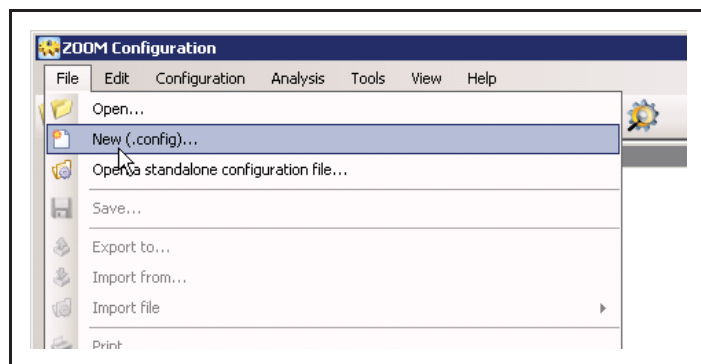 ZOOM Configuration
File Edit Configuration Analysis Tools View Help
Open...
New (.config)...
Open a standalone configuration file...
Save...
Export to...
Import from...
Import file
Print